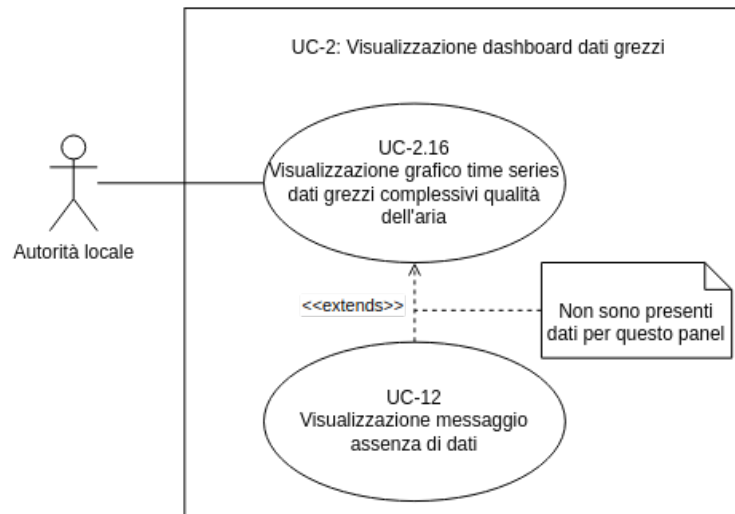 UC-2: Visualizzazione dashboard dati grezzi
UC-2.16
Visualizzazione grafico time series
dati grezzi complessivi qualità
dell'aria
Autorità locale
<<extends>>
Non sono presenti
dati per questo panel
UC-12
Visualizzazione messaggio
assenza di dati